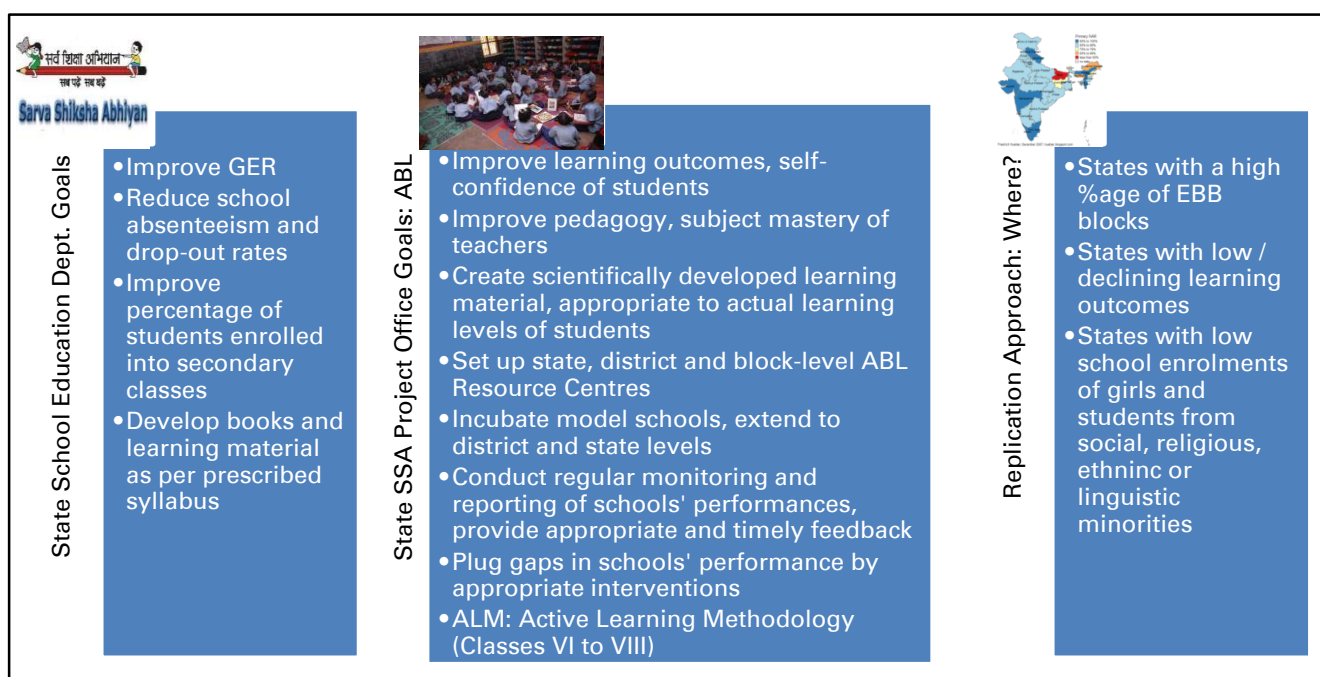 सर्व शिक्षा अभियान
सब पढ़ें सब बढ़ें
Sarva Shiksha Abhiyan
State School Education Dept. Goals
•Improve GER
•Reduce school
absenteeism and
drop-out rates
•Improve
percentage of
students enrolled
into secondary
classes
•Develop books and
learning material
as per prescribed
syllabus
State SSA Project Office Goals: ABL
•Improve learning outcomes, self-
confidence of students
•Improve pedagogy, subject mastery of
teachers
•Create scientifically developed learning
material, appropriate to actual learning
levels of students
•Set up state, district and block-level ABL
Resource Centres
•Incubate model schools, extend to
district and state levels
•Conduct regular monitoring and
reporting of schools' performances,
provide appropriate and timely feedback
•Plug gaps in schools' performance by
appropriate interventions
•ALM: Active Learning Methodology
(Classes VI to VIII)
Replication Approach: Where?
•States with a high
%age of EBB
blocks
•States with low /
declining learning
outcomes
•States with low
school enrolments
of girls and
students from
social, religious,
ethninc or
linguistic
minorities